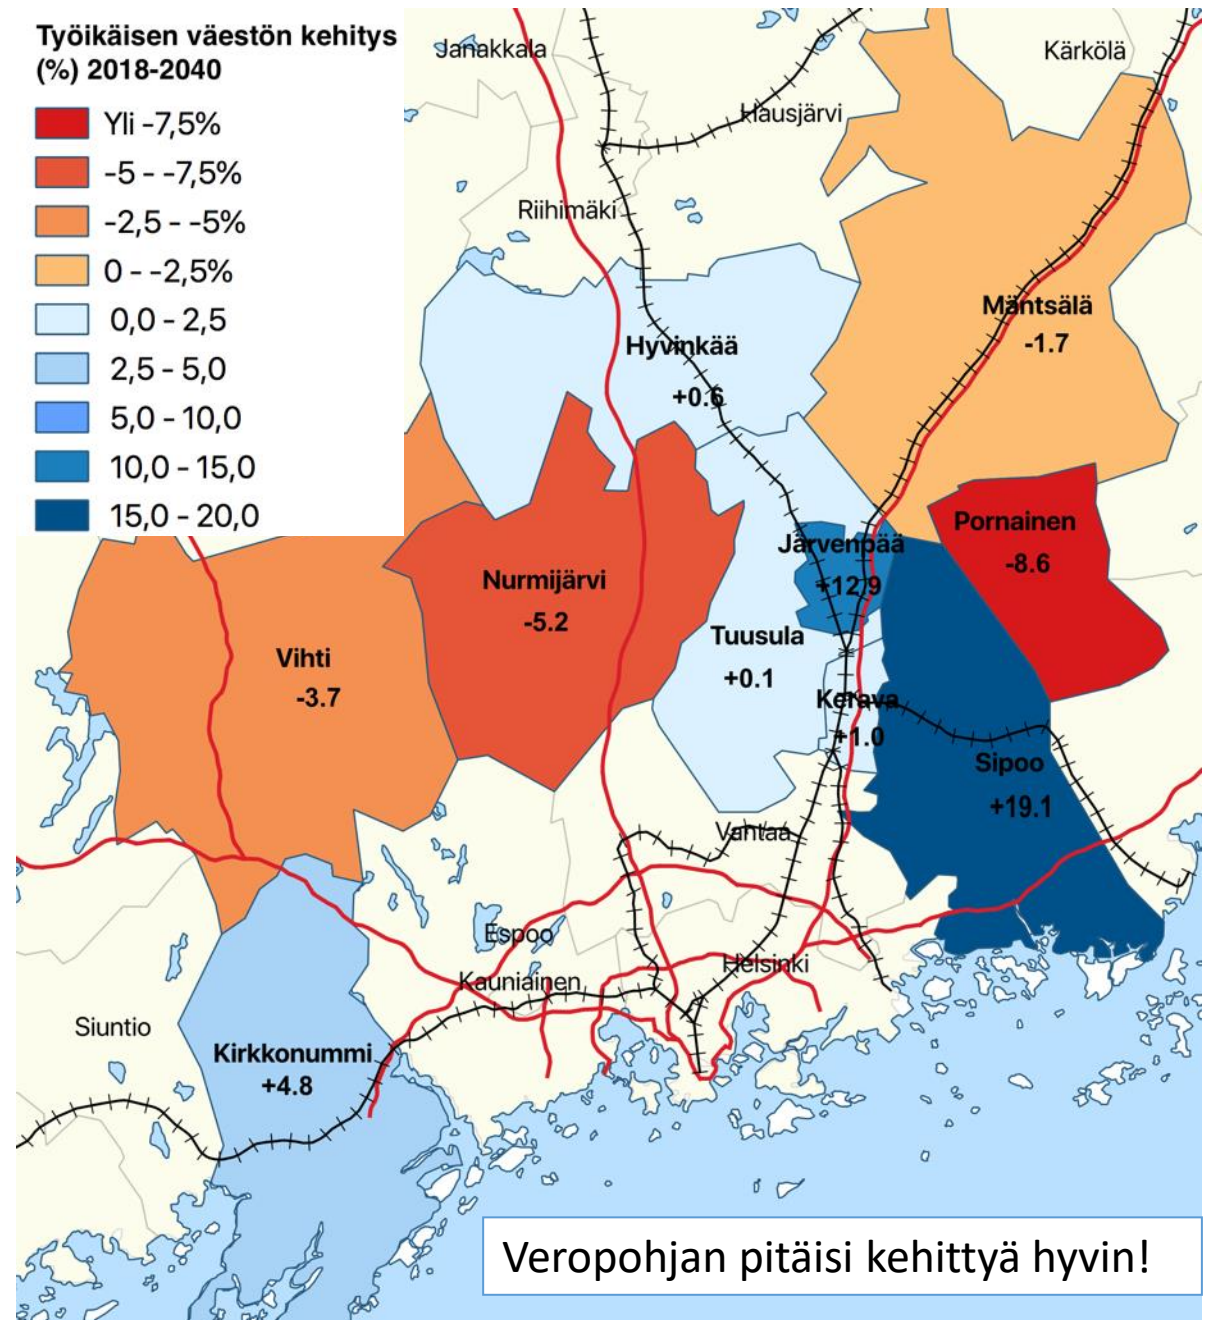 Työikäisen väestön kehitys
(%) 2018-2040
Yli -7,5%
-5 - -7,5%
-2,5 - -5%
0 - -2,5%
0,0 - 2,5
2,5 - 5,0
5,0 - 10,0
10,0 - 15,0
15,0 - 20,0
Janakkala
Kärkölä
Hausjärvi
Riihimäki
Mäntsälä
-1.7
Hyvinkää
+0.6
Pornainen
-8.6
Järvenpää
+12.9
Nurmijärvi
-5.2
Tuusula
+0.1
Vihti
-3.7
Kerava
+1.0
Sipoo
+19.1
Vantaa
Espoo
Helsinki
Kauniainen
Siuntio
Kirkkonummi
+4.8
Veropohjan pitäisi kehittyä hyvin!